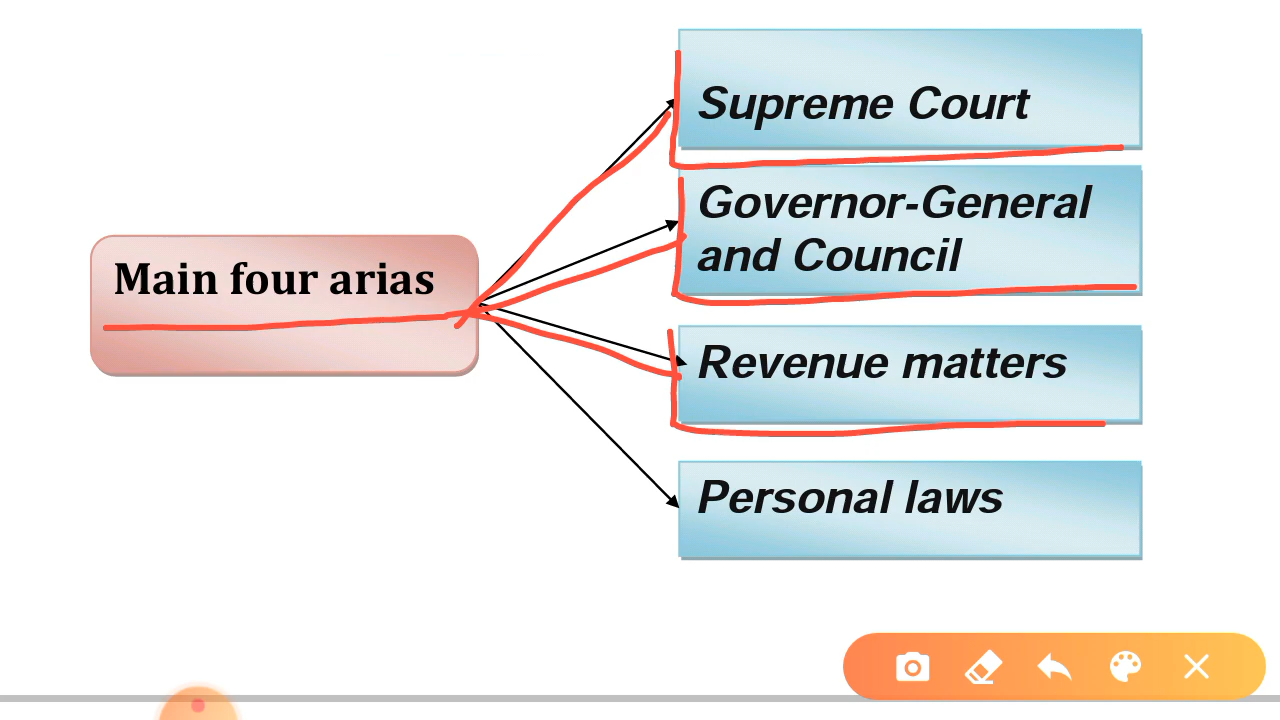 Main four arias
Supreme Court
Governor-General
and Council
Revenue matters
Personal laws